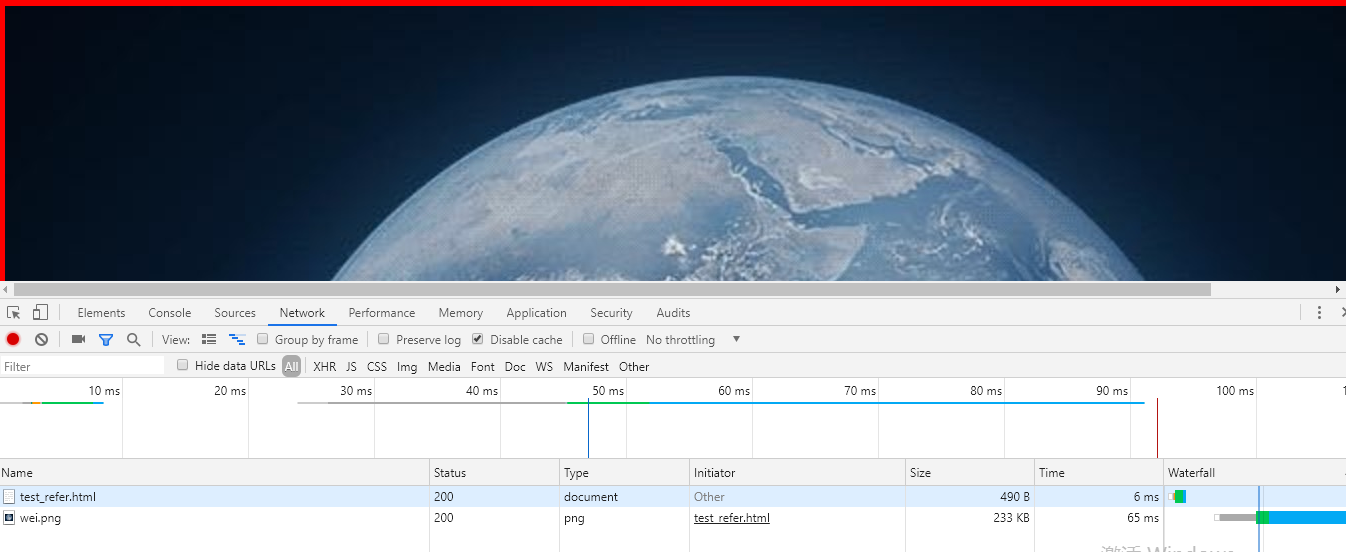 Elements Console Sources Network Performance Memory Application Security Audits
View: Group by frame Preserve log Disable cache Offline No throttling
Filter Hide data URLs All XHR JS CSS Img Media Font Doc WS Manifest Other
10 ms 20 ms 30 ms 40 ms 50 ms 60 ms 70 ms 80 ms 90 ms 100 ms 1
Name Status Type Initiator Size Time Waterfall
test_refer.html 200 document Other 490 B 6 ms
wei.png 200 png test_refer.html 233 KB 65 ms
激活 Windows